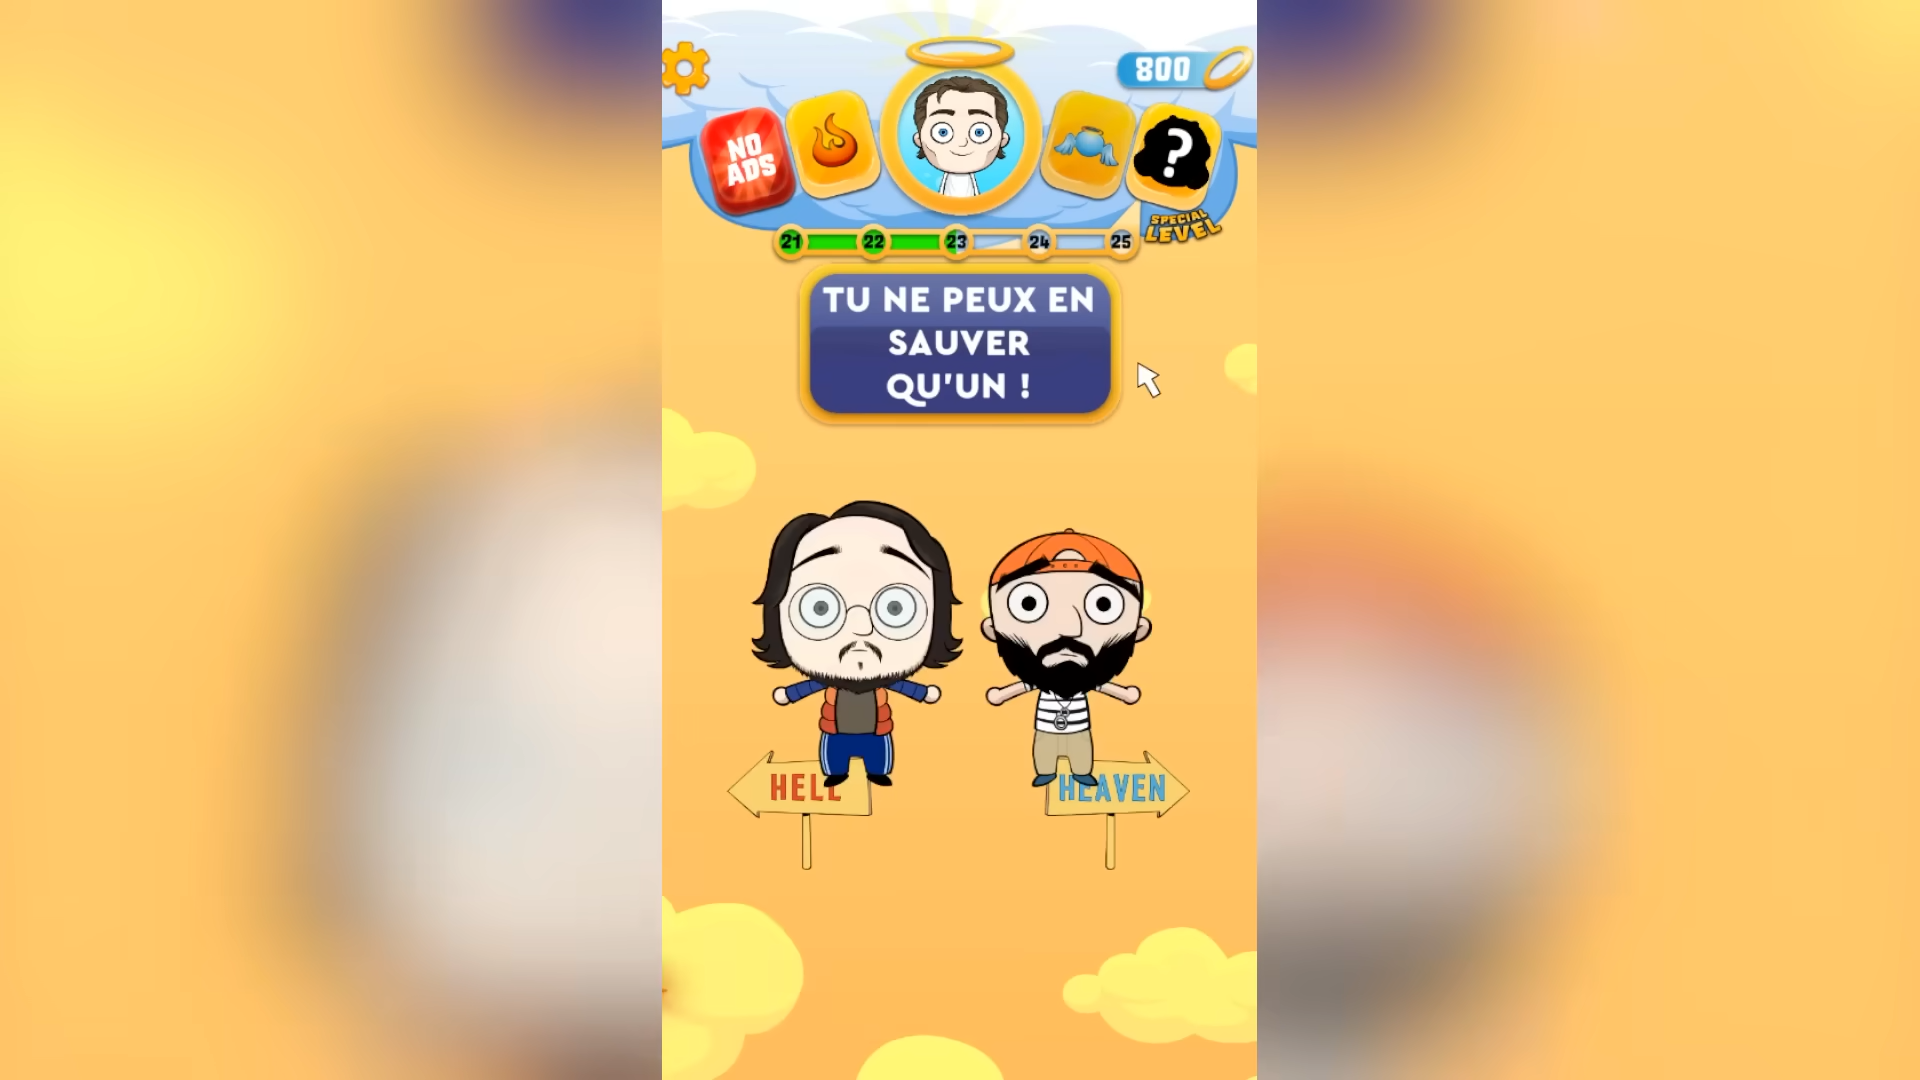 800
NO
ADS
?
SPECIAL
LEVEL
21 22 23 24 25
TU NE PEUX EN
SAUVER
QU'UN !
HELL
HEAVEN